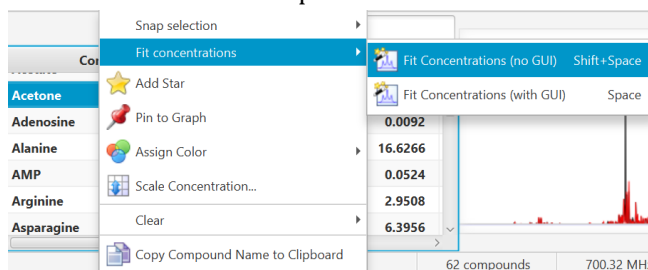 Snap selection
Fit concentrations
Fit Concentrations (no GUI) Shift+Space
Fit Concentrations (with GUI) Space
Add Star
Pin to Graph
Assign Color
Scale Concentration...
Clear
Copy Compound Name to Clipboard
Acetone
Adenosine 0.0092
Alanine 16.6266
AMP 0.0524
Arginine 2.9508
Asparagine 6.3956
62 compounds 700.32 MH